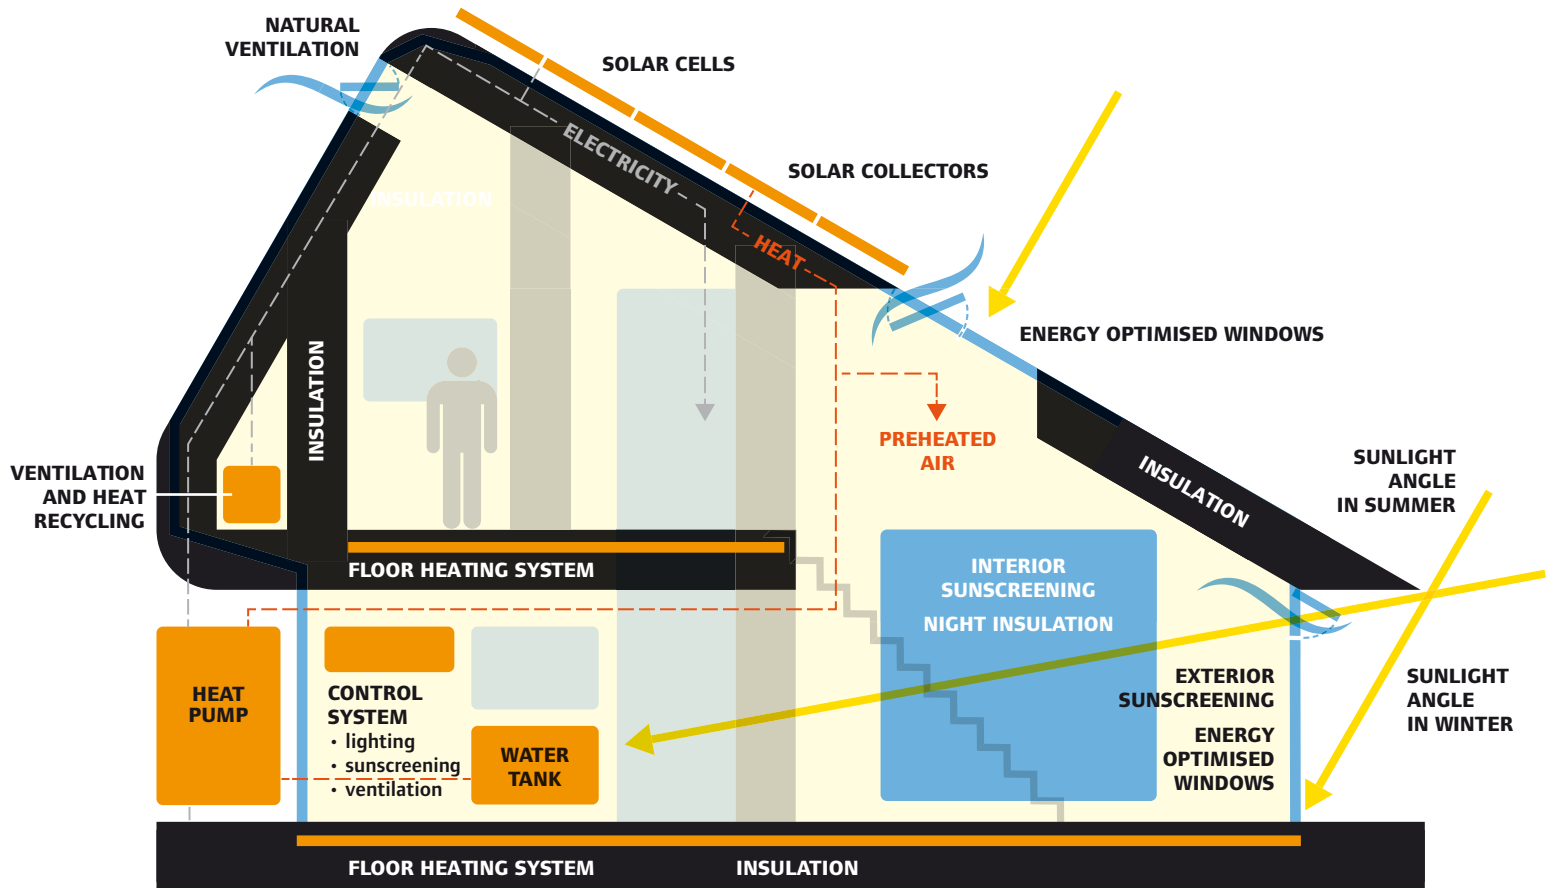 NATURAL
VENTILATION
SOLAR CELLS
ELECTRICITY
SOLAR COLLECTORS
INSULATION
HEAT
ENERGY OPTIMISED WINDOWS
INSULATION
PREHEATED
AIR
VENTILATION
AND HEAT
RECYCLING
INSULATION
SUNLIGHT
ANGLE
IN SUMMER
FLOOR HEATING SYSTEM
INTERIOR
SUNSCREENING
NIGHT INSULATION
HEAT
PUMP
CONTROL
SYSTEM
• lighting
• sunscreening
• ventilation
WATER
TANK
EXTERIOR
SUNSCREENING
ENERGY
OPTIMISED
WINDOWS
SUNLIGHT
ANGLE
IN WINTER
FLOOR HEATING SYSTEM
INSULATION